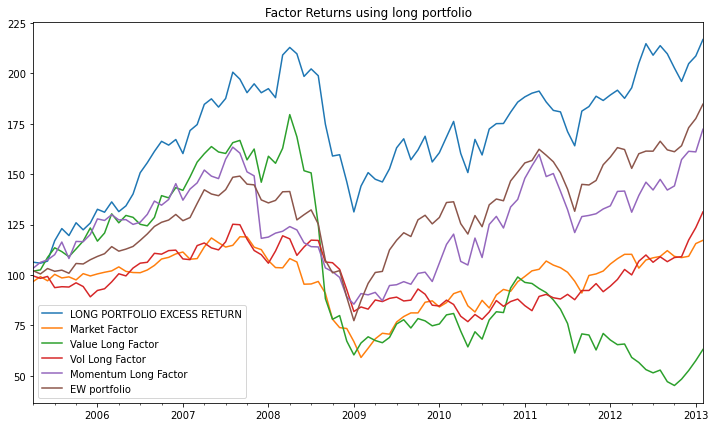 Factor Returns using long portfolio
225
200
175
150
125
100
75
50
LONG PORTFOLIO EXCESS RETURN
Market Factor
Value Long Factor
Vol Long Factor
Momentum Long Factor
EW portfolio
2006
2007
2008
2009
2010
2011
2012
2013